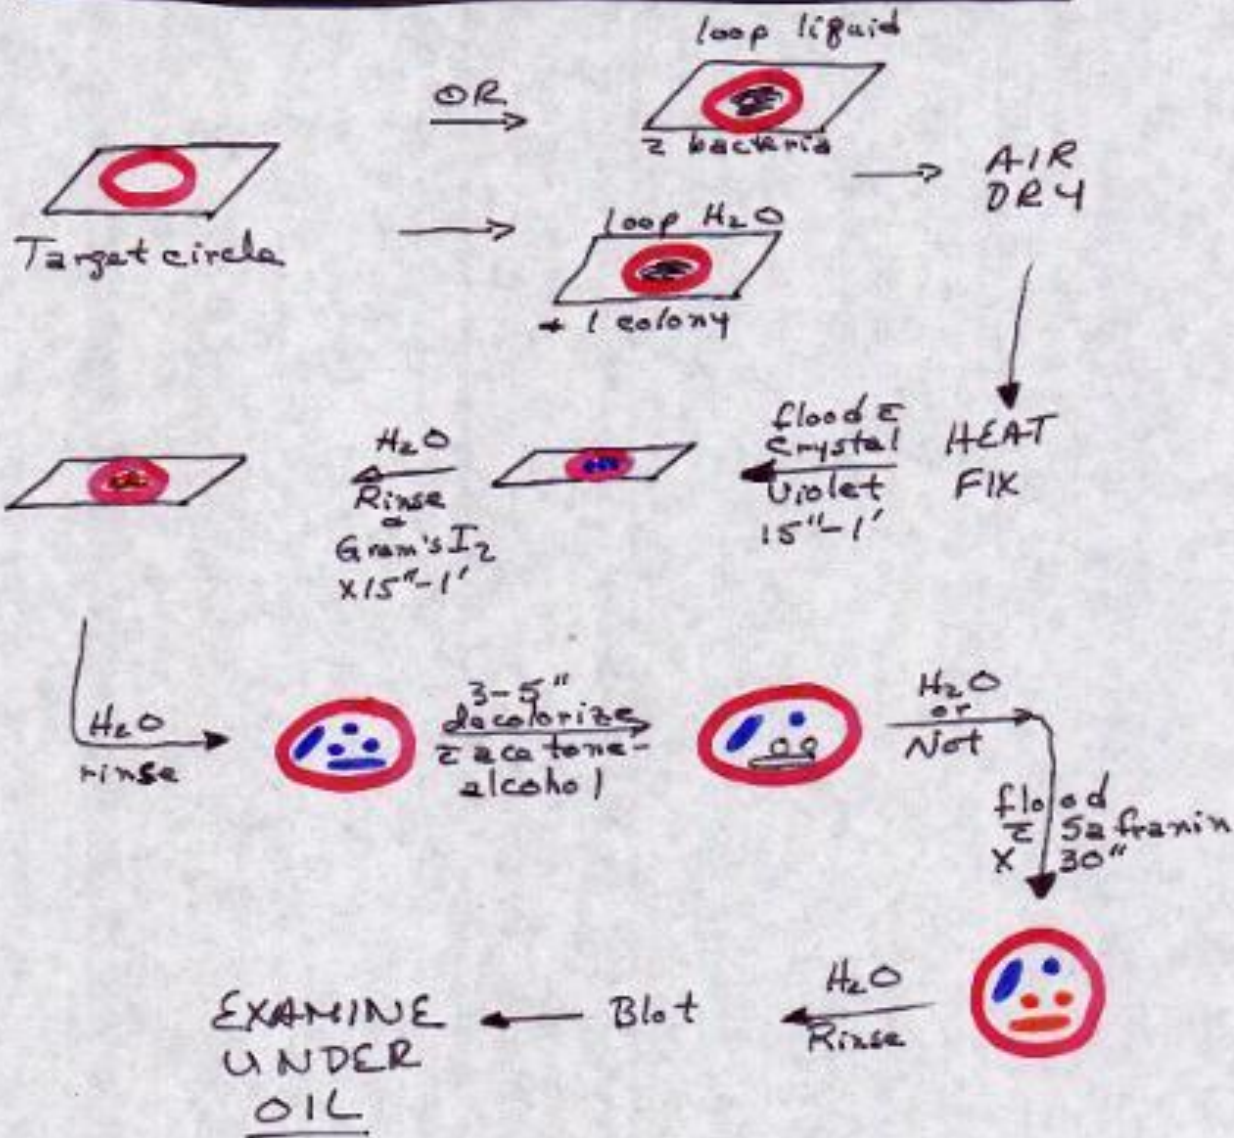 loop liquid
OR
c̄ bacteria
AIR
DRY
Target circle
loop H₂O
+ 1 colony
HEAT
FIX
flood c̄
Crystal
Violet
15"-1'
H₂O
Rinse
Gram's I₂
X15"-1'
H₂O
rinse
3-5"
decolorize
c̄ acetone-
alcohol
H₂O
or
Not
flood
c̄ Safranin
X 30"
H₂O
Rinse
Blot
EXAMINE
UNDER
OIL